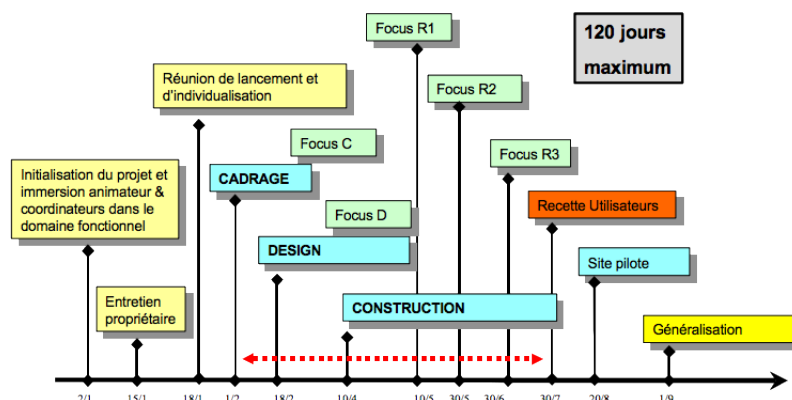 Focus R1
120 jours
maximum
Réunion de lancement et
d'individualisation
Focus R2
Focus C
Focus R3
Initialisation du projet et
immersion animateur &
coordinateurs dans le
domaine fonctionnel
CADRAGE
Recette Utilisateurs
Focus D
DESIGN
Site pilote
Entretien
propriétaire
CONSTRUCTION
Généralisation
2/1
15/1
18/1
1/2
18/2
10/4
10/5
30/5
30/6
30/7
20/8
1/9